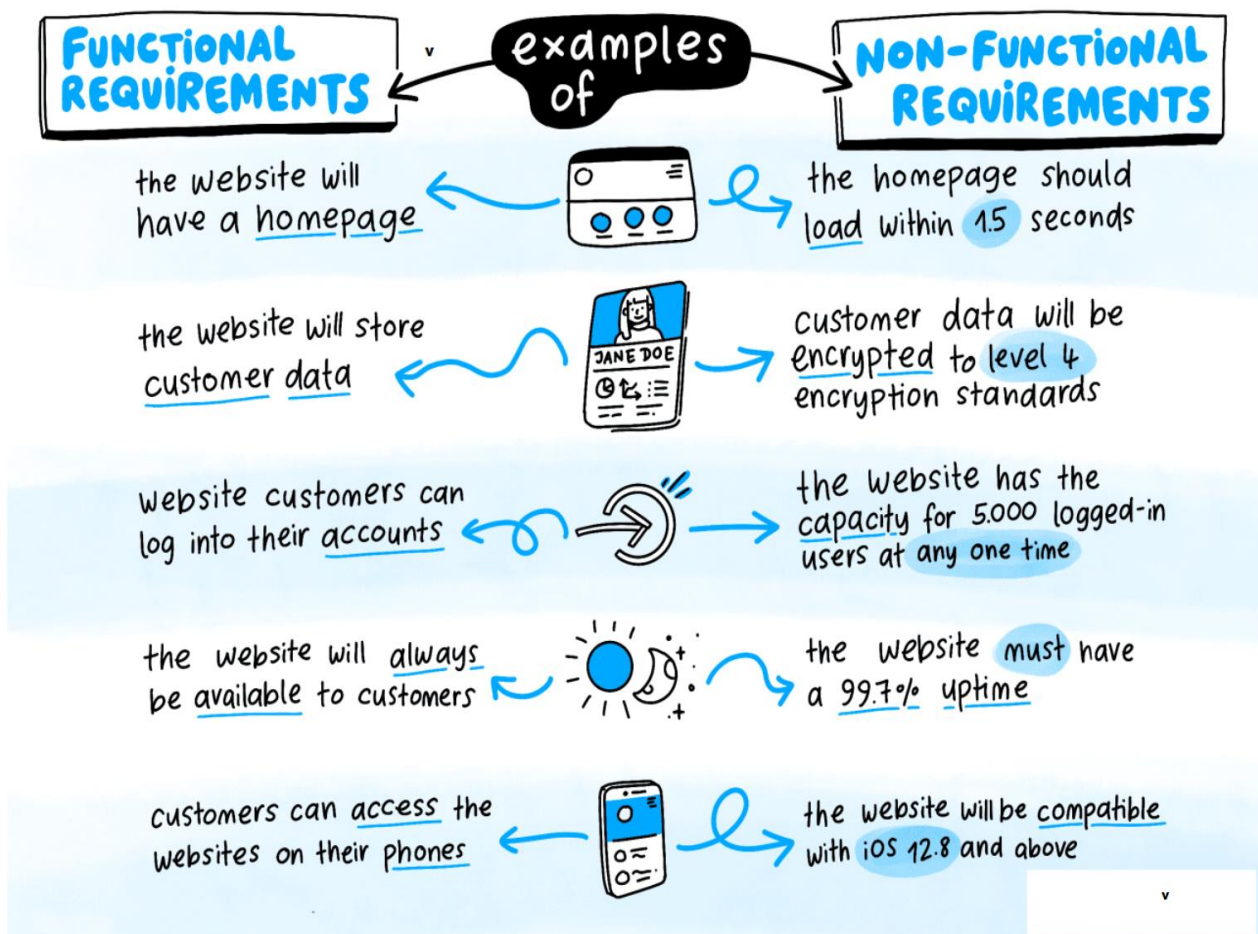 FUNCTIONAL
REQUIREMENTS
v
examples
of
NON-FUNCTIONAL
REQUIREMENTS
the website will
have a homepage
the homepage should
load within 1.5 seconds
the website will store
customer data
JANE DOE
customer data will be
encrypted to level 4
encryption standards
website customers can
log into their accounts
the website has the
capacity for 5.000 logged-in
users at any one time
the website will always
be available to customers
the website must have
a 99.7% uptime
customers can access the
websites on their phones
the website will be compatible
with iOS 12.8 and above
v